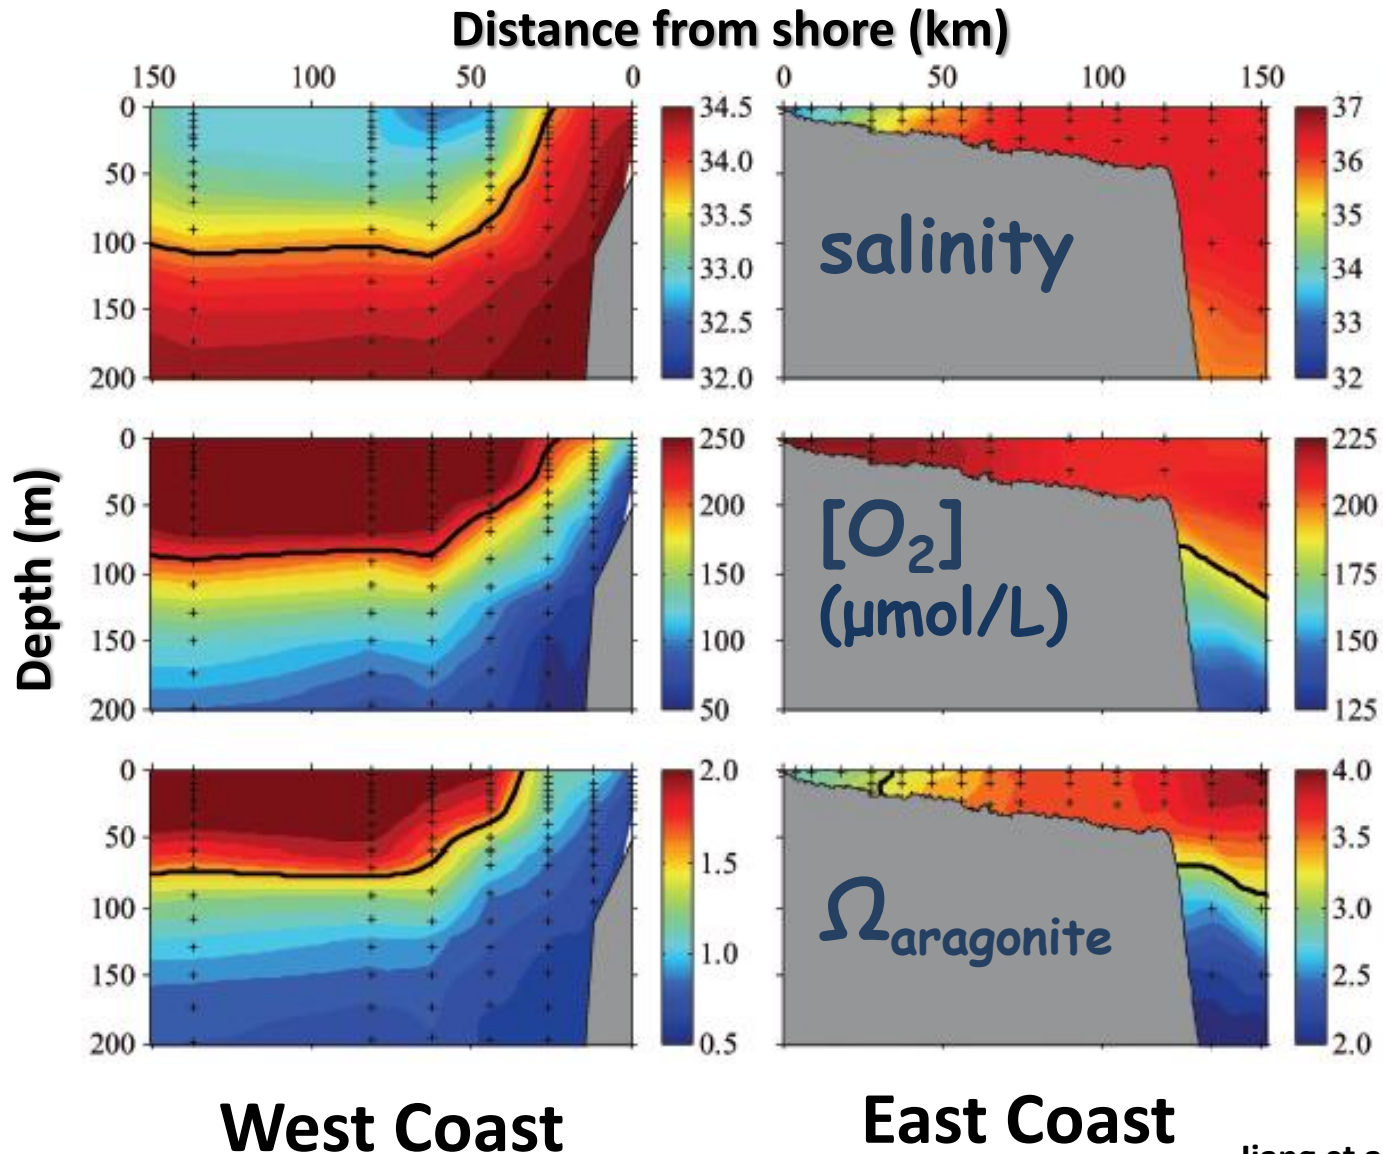 Distance from shore (km)
150 100 50 0 0 50 100 150
0 34.5 37
50 34.0 36
33.5 35
100 salinity
33.0 34
150 32.5 33
200 32.0 32
0 250 225
50 200 [O₂] 200
100 150 175
(μmol/L)
150 100 150
200 50 125
Depth (m)
0 2.0 4.0
50 3.5
1.5
100 Ωaragonite 3.0
1.0
150 2.5
200 0.5 2.0
West Coast East Coast